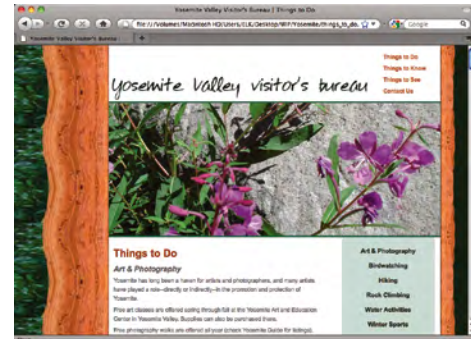 Yosemite Valley Visitor's Bureau | Things to Do
Google
Yosemite Valley Visitor's Bureau |
Things to Do
Things to Know
Things to See
Contact Us
Yosemite Valley visitor's bureau
Things to Do
Art & Photography
Yosemite has long been a haven for artists and photographers, and many artists
have played a role–directly or indirectly–in the promotion and protection of
Yosemite.
Free art classes are offered spring through fall at the Yosemite Art and Education
Center in Yosemite Valley. Supplies can also be purchased there.
Free photography walks are offered all year (check Yosemite Guide for listings).
Art & Photography
Birdwatching
Hiking
Rock Climbing
Water Activities
Winter Sports